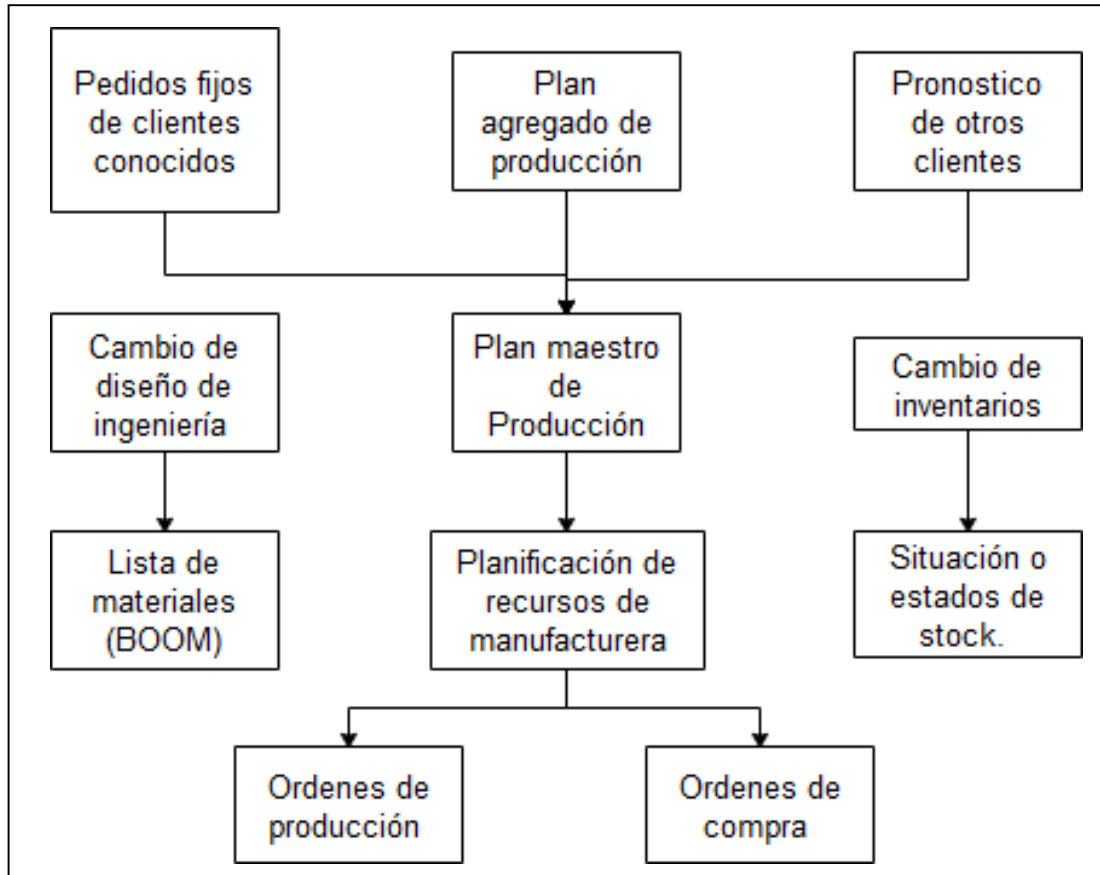 Pedidos fijos
de clientes
conocidos
Plan
agregado de
producción
Pronostico
de otros
clientes
Cambio de
diseño de
ingeniería
Plan maestro
de
Producción
Cambio de
inventarios
Lista de
materiales
(BOOM)
Planificación de
recursos de
manufacturera
Situación o
estados de
stock.
Ordenes de
producción
Ordenes de
compra